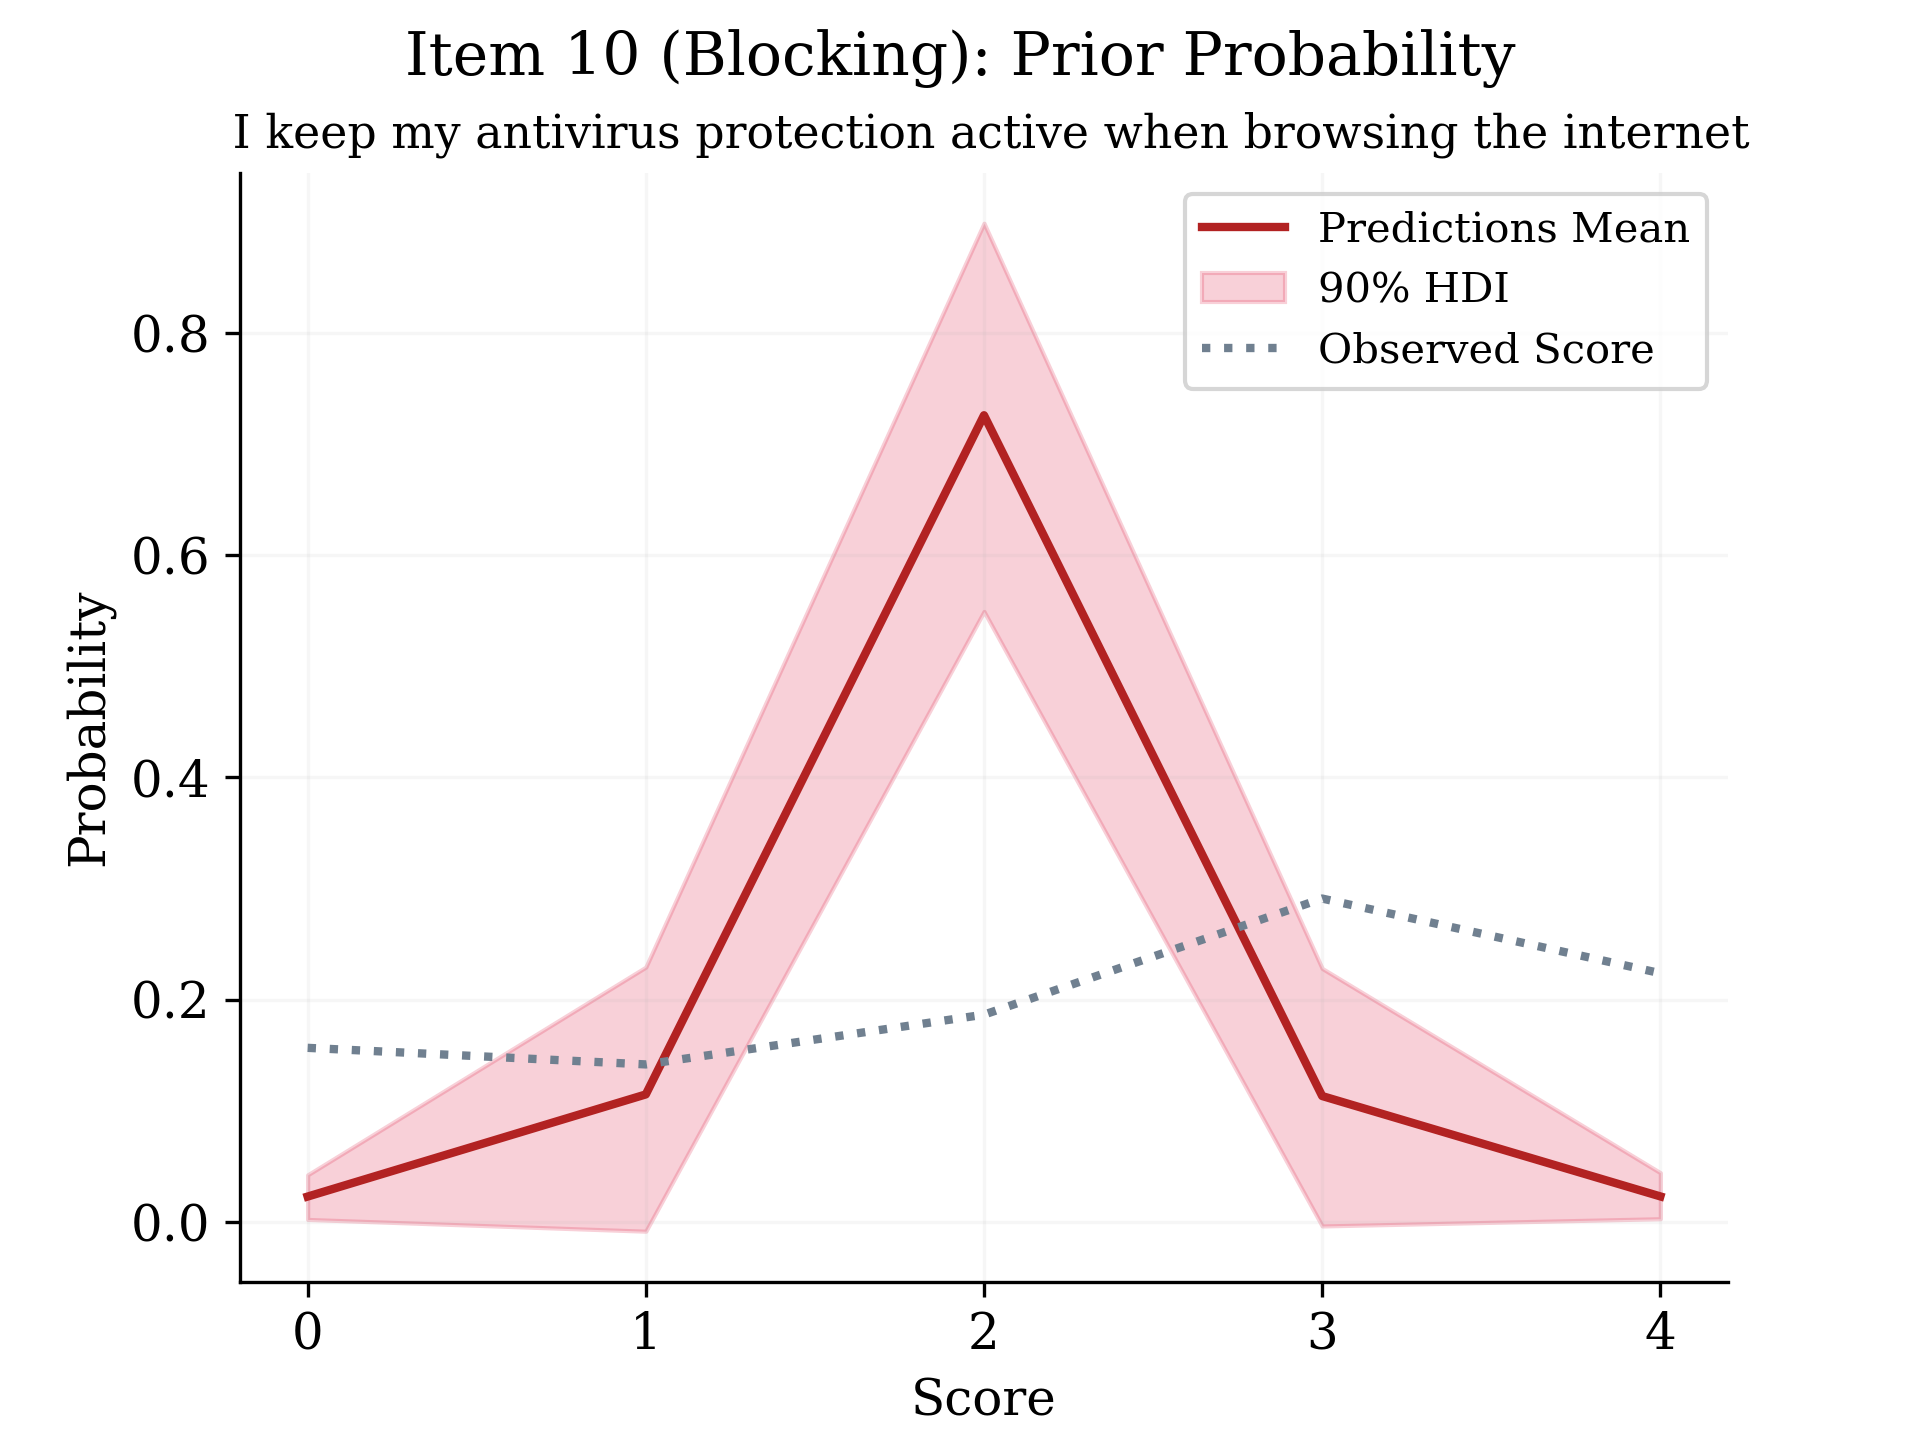 Item 10 (Blocking): Prior Probability
I keep my antivirus protection active when browsing the internet
Predictions Mean
90% HDI
Observed Score
Probability
0.8
0.6
0.4
0.2
0.0
0 1 2 3 4
Score